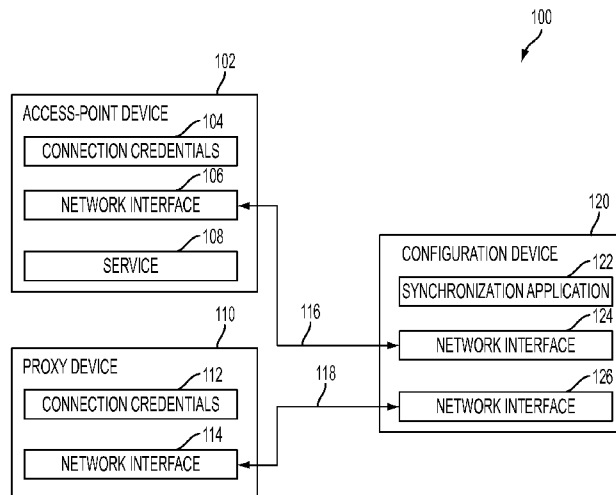 100
102
ACCESS-POINT DEVICE
104
CONNECTION CREDENTIALS
106
NETWORK INTERFACE
108
SERVICE
110
PROXY DEVICE
112
CONNECTION CREDENTIALS
114
NETWORK INTERFACE
116
118
120
CONFIGURATION DEVICE
122
SYNCHRONIZATION APPLICATION
124
NETWORK INTERFACE
126
NETWORK INTERFACE